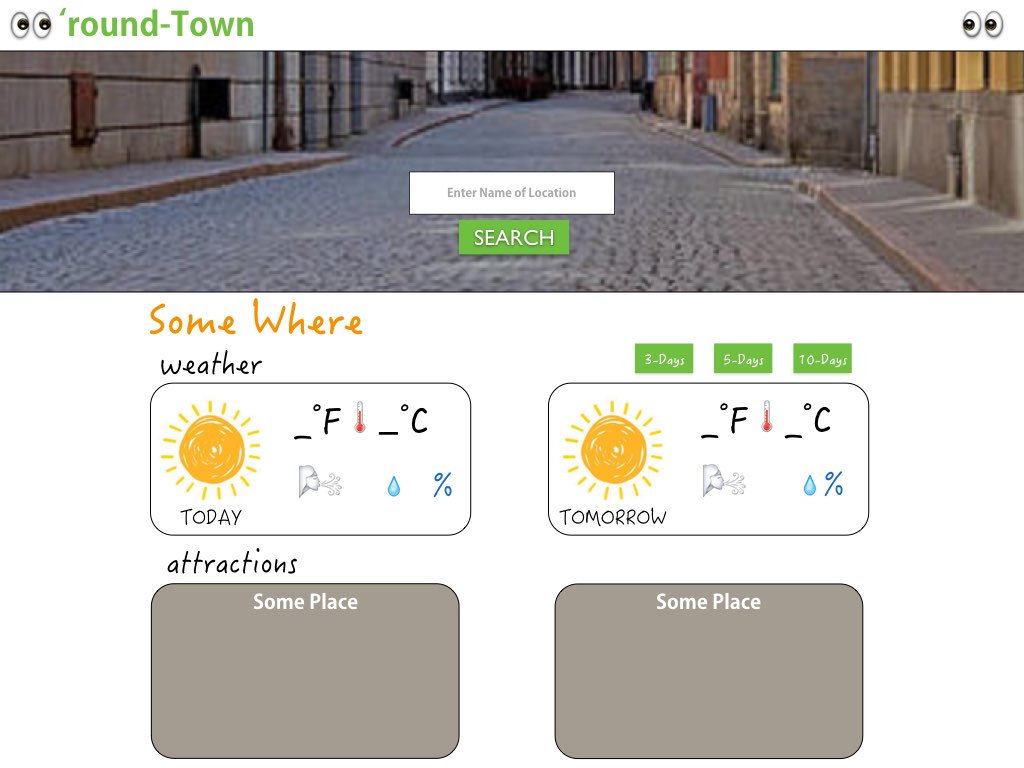 ‘round-Town
Enter Name of Location
SEARCH
Some Where
weather
3-Days 5-Days 10-Days
_°F _°C
%
TODAY
_°F _°C
%
TOMORROW
attractions
Some Place
Some Place